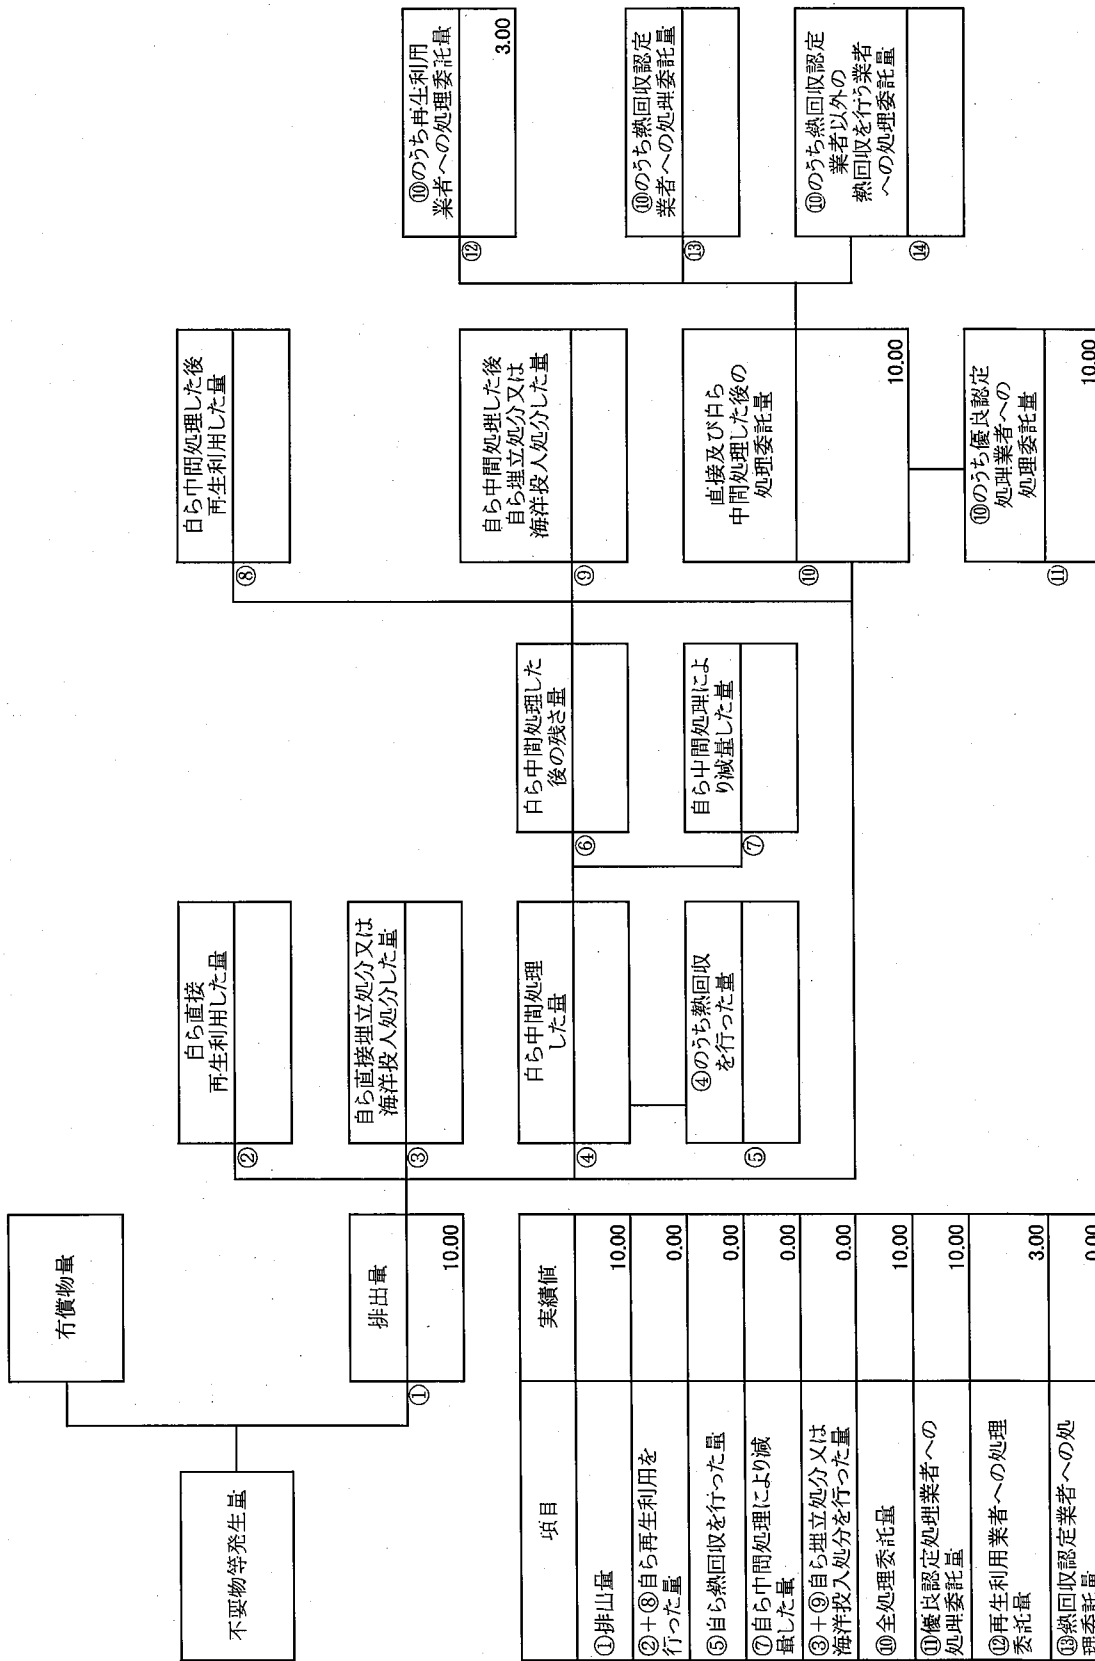 不要物等発生量
有償物量
排出量
①
10.00
自ら直接
再生利用した量
②
自ら直接埋立処分又は
海洋投入処分した量
③
自ら中間処理
した量
④
④のうち熱回収
を行った量
⑤
自ら中間処理した
後の残さ量
⑥
自ら中間処理によ
り減量した量
⑦
自ら中間処理した後
再生利用した量
⑧
自ら中間処理した後
自ら埋立処分又は
海洋投入処分した量
⑨
直接及び自ら
中間処理した後の
処理委託量
⑩
10.00
⑩のうち優良認定
処理業者への
処理委託量
⑪
10.00
⑩のうち再生利用
業者への処理委託量
⑫
3.00
⑩のうち熱回収認定
業者への処理委託量
⑬
⑩のうち熱回収認定
業者以外の
熱回収を行う業者
への処理委託量
⑭
項目 実績値
①排出量 10.00
②+⑧自ら再生利用を
行った量 0.00
⑤自ら熱回収を行った量 0.00
⑦自ら中間処理により減
量した量 0.00
③+⑨自ら埋立処分又は
海洋投入処分を行った量 0.00
⑩全処理委託量 10.00
⑪優良認定処理業者への
処理委託量 10.00
⑫再生利用業者への処理
委託量 3.00
⑬熱回収認定業者への処
理委託量 0.00